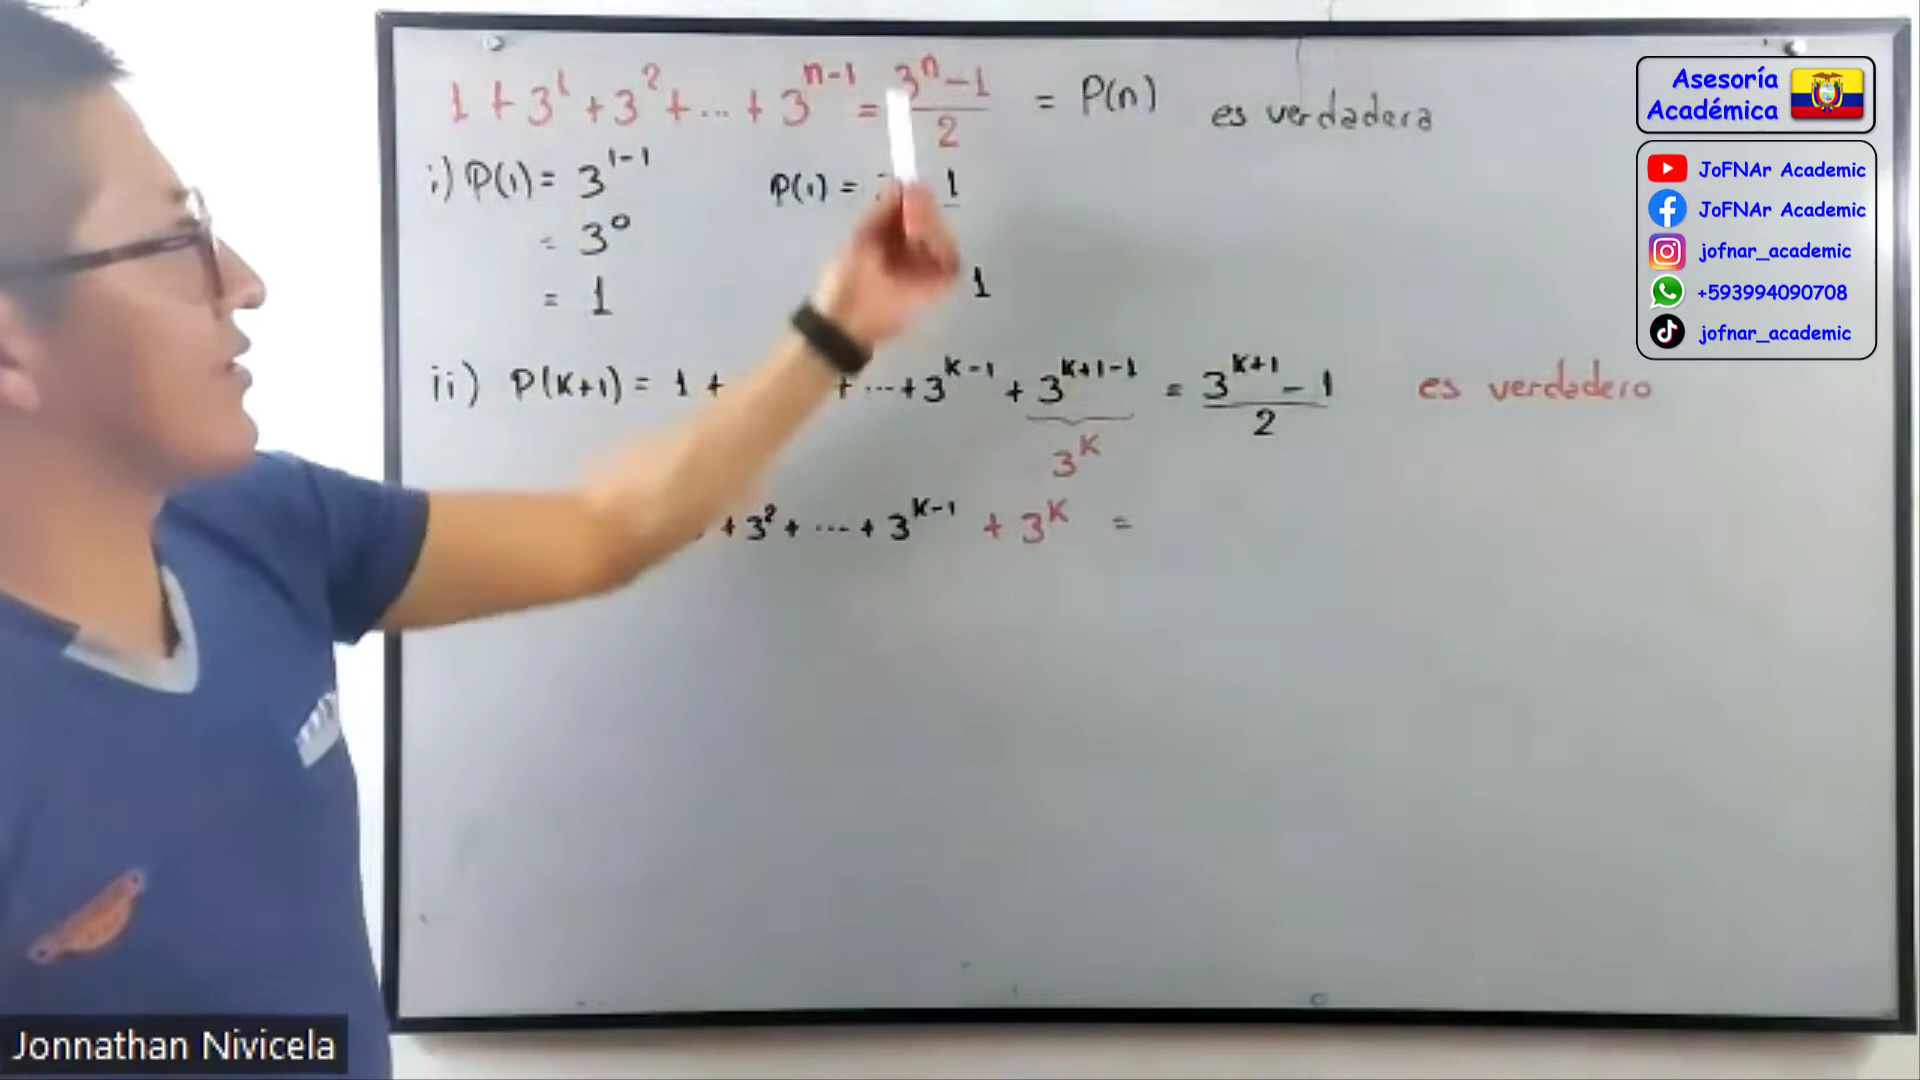 1 + 3¹ + 3² + ... + 3ⁿ⁻¹ = 3ⁿ - 1 / 2 = P(n) es verdadera
i) P(1) = 3¹⁻¹ P(1) = 1
= 3⁰
= 1 1
ii) P(K+1) = 1 + + ... + 3ᴷ⁻¹ + 3ᴷ⁺¹⁻¹ = 3ᴷ⁺¹ - 1 / 2 es verdadero
3ᴷ
+ 3² + ... + 3ᴷ⁻¹ + 3ᴷ =
Asesoría
Académica
JoFNAr Academic
JoFNAr Academic
jofnar_academic
+593994090708
jofnar_academic
Jonnathan Nivicela